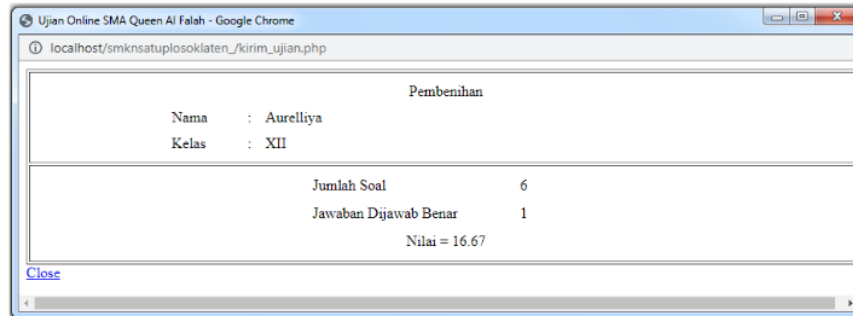 Ujian Online SMA Queen Al Falah - Google Chrome
localhost/smknsatuplosoklaten_/kirim_ujian.php
Pembenihan
Nama : Aurelliya
Kelas : XII
Jumlah Soal 6
Jawaban Dijawab Benar 1
Nilai = 16.67
Close